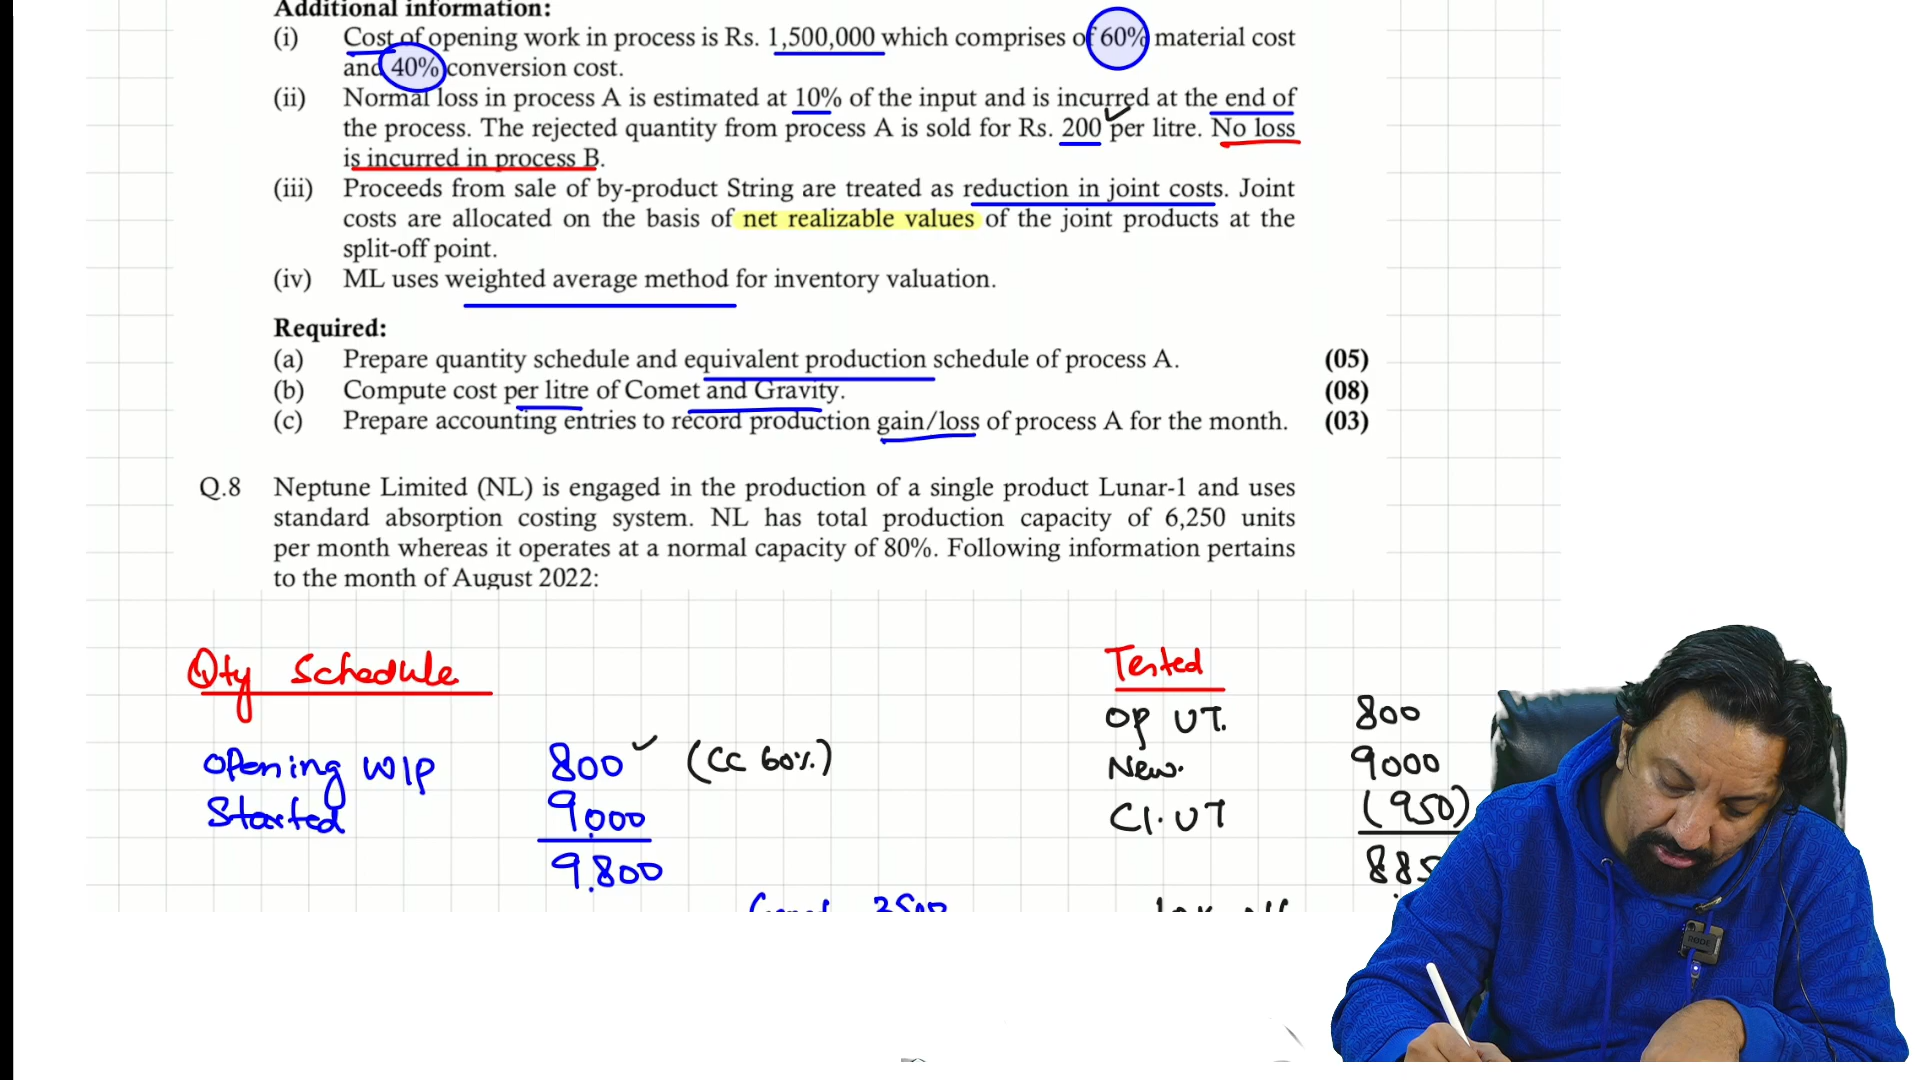 Additional information:
(i) Cost of opening work in process is Rs. 1,500,000 which comprises of 60% material cost
and 40% conversion cost.
(ii) Normal loss in process A is estimated at 10% of the input and is incurred at the end of
the process. The rejected quantity from process A is sold for Rs. 200 per litre. No loss
is incurred in process B.
(iii) Proceeds from sale of by-product String are treated as reduction in joint costs. Joint
costs are allocated on the basis of net realizable values of the joint products at the
split-off point.
(iv) ML uses weighted average method for inventory valuation.
Required:
(a) Prepare quantity schedule and equivalent production schedule of process A. (05)
(b) Compute cost per litre of Comet and Gravity. (08)
(c) Prepare accounting entries to record production gain/loss of process A for the month. (03)
Q.8 Neptune Limited (NL) is engaged in the production of a single product Lunar-1 and uses
standard absorption costing system. NL has total production capacity of 6,250 units
per month whereas it operates at a normal capacity of 80%. Following information pertains
to the month of August 2022:
Qty Schedule
Opening WIP 800 (CC 60%)
Started 9,000
9,800
Tested
Op UT. 800
New. 9000
Cl. UT (950)
885
RODE